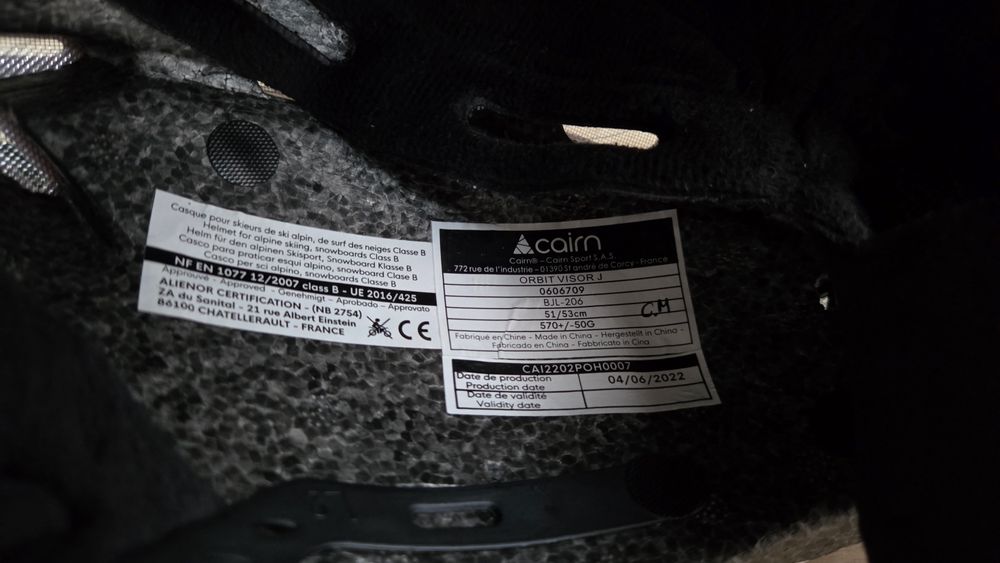 Casque pour skieurs de ski alpin, de surf des neiges Classe B
Helmet for alpine skiing, snowboards Class B
Helm für den alpinen Skisport, Snowboard Klasse B
Casco para praticar esqui alpino, snowboard Clase B
Casco per sci alpino, snowboards Classe B
NF EN 1077 12/2007 class B - UE 2016/425
Approuvé - Approved - Genehmigt - Aprobado - Approvato
ALIENOR CERTIFICATION - (NB 2754)
ZA du Sanital - 21 rue Albert Einstein
86100 CHATELLERAULT - FRANCE
CE
cairn
Cairn® - Cairn Sport S.A.S.
772 rue de l'Industrie - 01390 St andré de Corcy - France
ORBIT VISOR J
0606709
BJL-206
51/53cm
570+/-50G
C.M
Fabriqué en Chine - Made in China - Hergestellt in China -
Fabricado en China - Fabbricato in Cina
CAI2202POH0007
Date de production
Production date
04/06/2022
Date de validité
Validity date